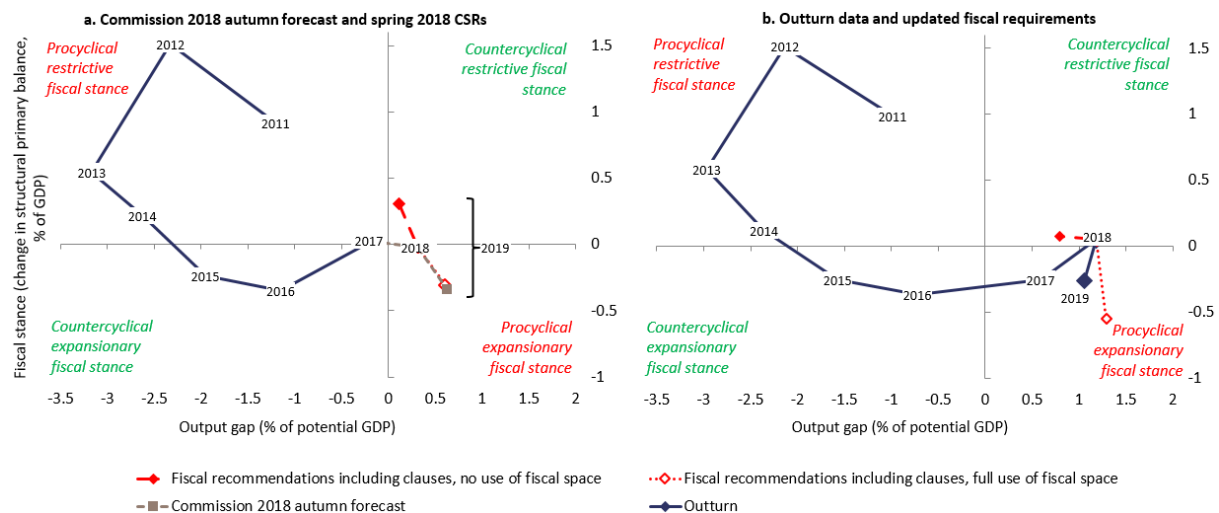 a. Commission 2018 autumn forecast and spring 2018 CSRs
Fiscal stance (change in structural primary balance,
% of GDP)
Procyclical
restrictive
fiscal stance
Countercyclical
restrictive fiscal
stance
1.5
1
0.5
0
-0.5
-1
2012
2011
2013
2014
2015
2016
2017
2018
2019
Countercyclical
expansionary
fiscal stance
Procyclical
expansionary
fiscal stance
-3.5 -3 -2.5 -2 -1.5 -1 -0.5 0 0.5 1 1.5 2
Output gap (% of potential GDP)
b. Outturn data and updated fiscal requirements
Procyclical
restrictive
fiscal stance
Countercyclical
restrictive fiscal
stance
1.5
1
0.5
0
-0.5
-1
2012
2011
2013
2014
2015
2016
2017
2018
2019
Countercyclical
expansionary
fiscal stance
Procyclical
expansionary
fiscal stance
-3.5 -3 -2.5 -2 -1.5 -1 -0.5 0 0.5 1 1.5 2
Output gap (% of potential GDP)
Fiscal recommendations including clauses, no use of fiscal space
Fiscal recommendations including clauses, full use of fiscal space
Commission 2018 autumn forecast
Outturn